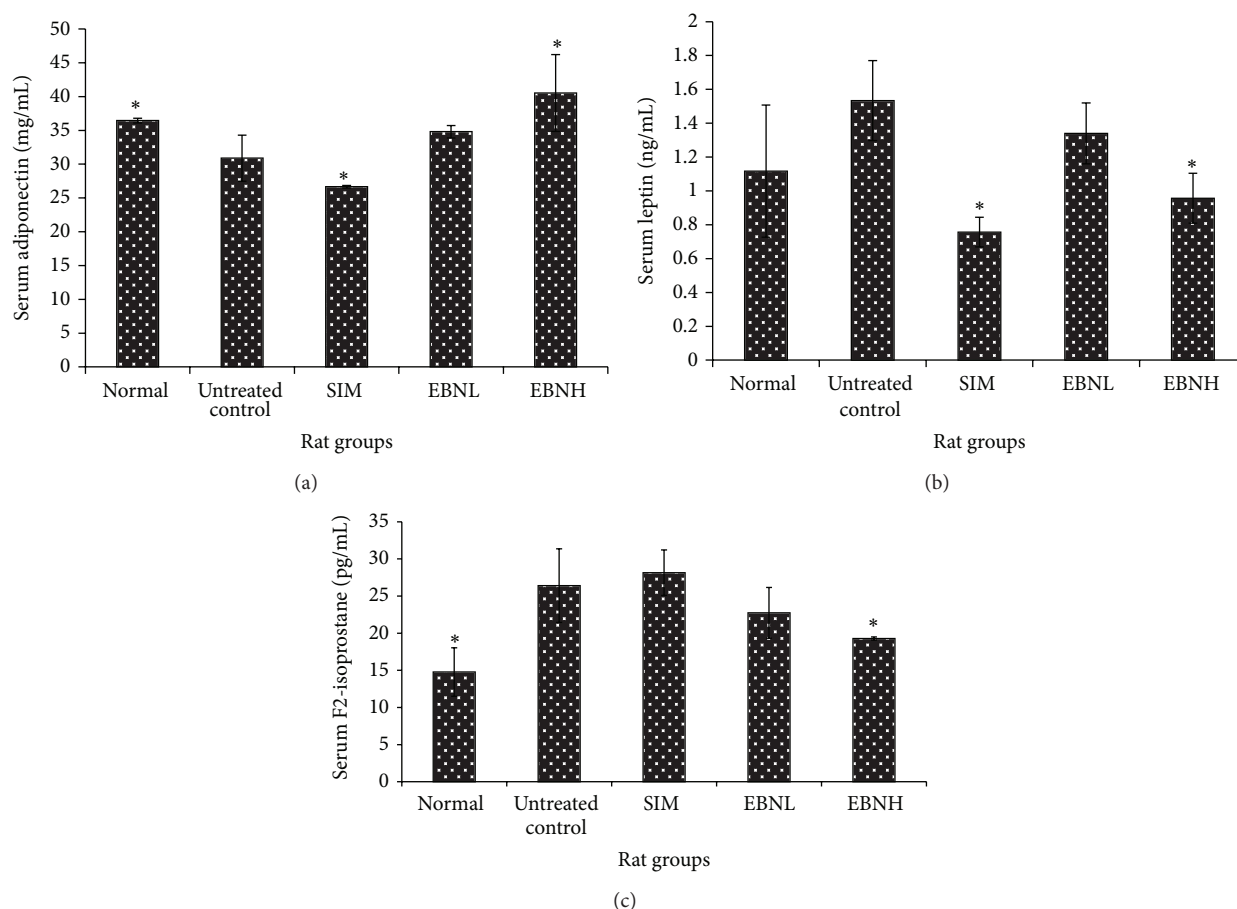 Serum adiponectin (mg/mL)
50
45
40
35
30
25
20
15
10
5
0
*
*
*
Normal
Untreated
control
SIM
EBNL
EBNH
Rat groups
(a)
Serum leptin (ng/mL)
2
1.8
1.6
1.4
1.2
1
0.8
0.6
0.4
0.2
0
*
*
Normal
Untreated
control
SIM
EBNL
EBNH
Rat groups
(b)
Serum F2-isoprostane (pg/mL)
35
30
25
20
15
10
5
0
*
*
Normal
Untreated
control
SIM
EBNL
EBNH
Rat groups
(c)